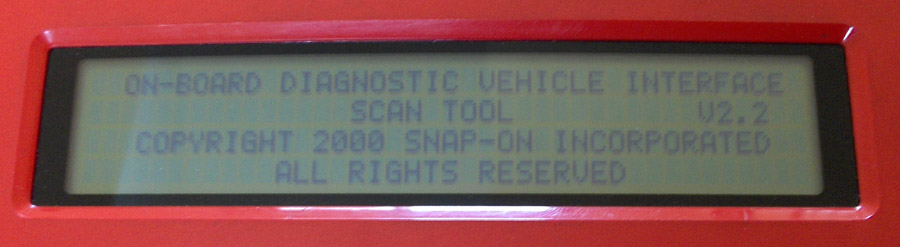 ON-BOARD DIAGNOSTIC VEHICLE INTERFACE
SCAN TOOL V2.2
COPYRIGHT 2000 SNAP-ON INCORPORATED
ALL RIGHTS RESERVED